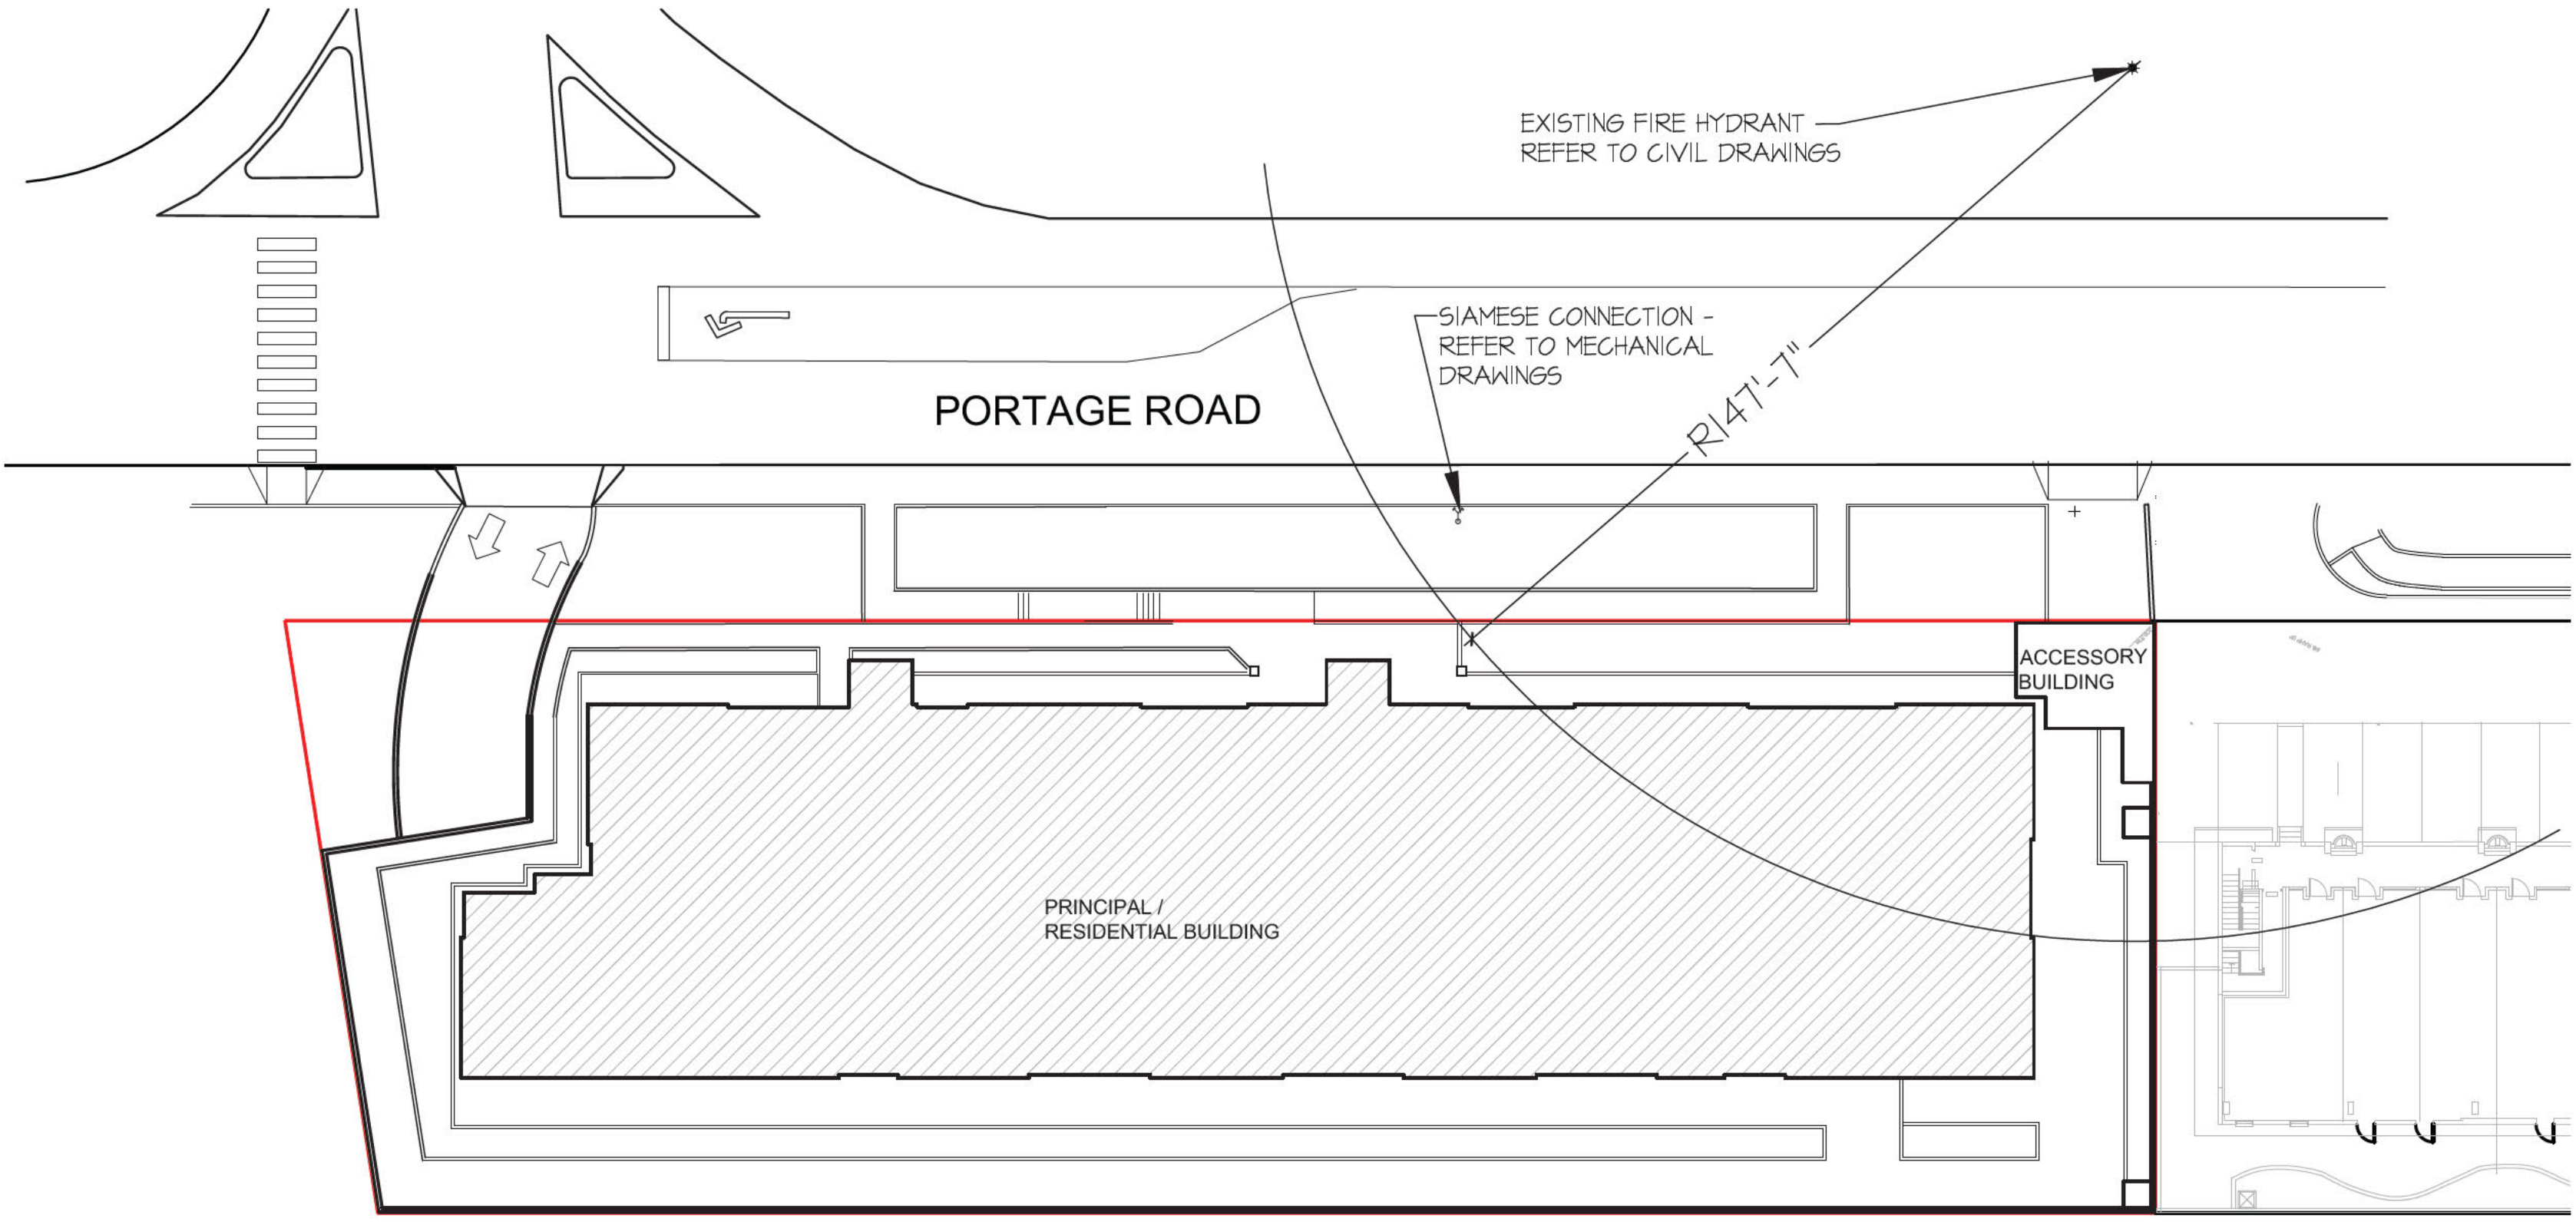 EXISTING FIRE HYDRANT
REFER TO CIVIL DRAWINGS
SIAMESE CONNECTION -
REFER TO MECHANICAL
DRAWINGS
R147'-7"
PORTAGE ROAD
ACCESSORY
BUILDING
PRINCIPAL /
RESIDENTIAL BUILDING